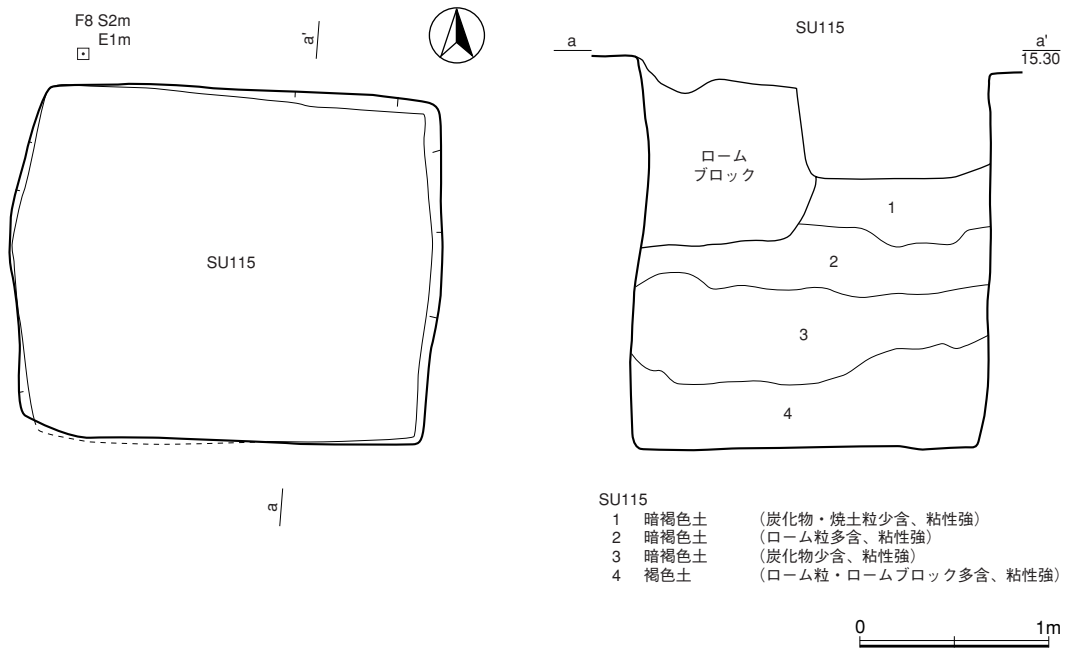 F8 S2m
E1m
a'
SU115
a
SU115
a
a'
15.30
ローム
ブロック
1
2
3
4
SU115
1 暗褐色土 （炭化物・焼土粒少含、粘性強）
2 暗褐色土 （ローム粒多含、粘性強）
3 暗褐色土 （炭化物少含、粘性強）
4 褐色土 （ローム粒・ロームブロック多含、粘性強）
0 1m